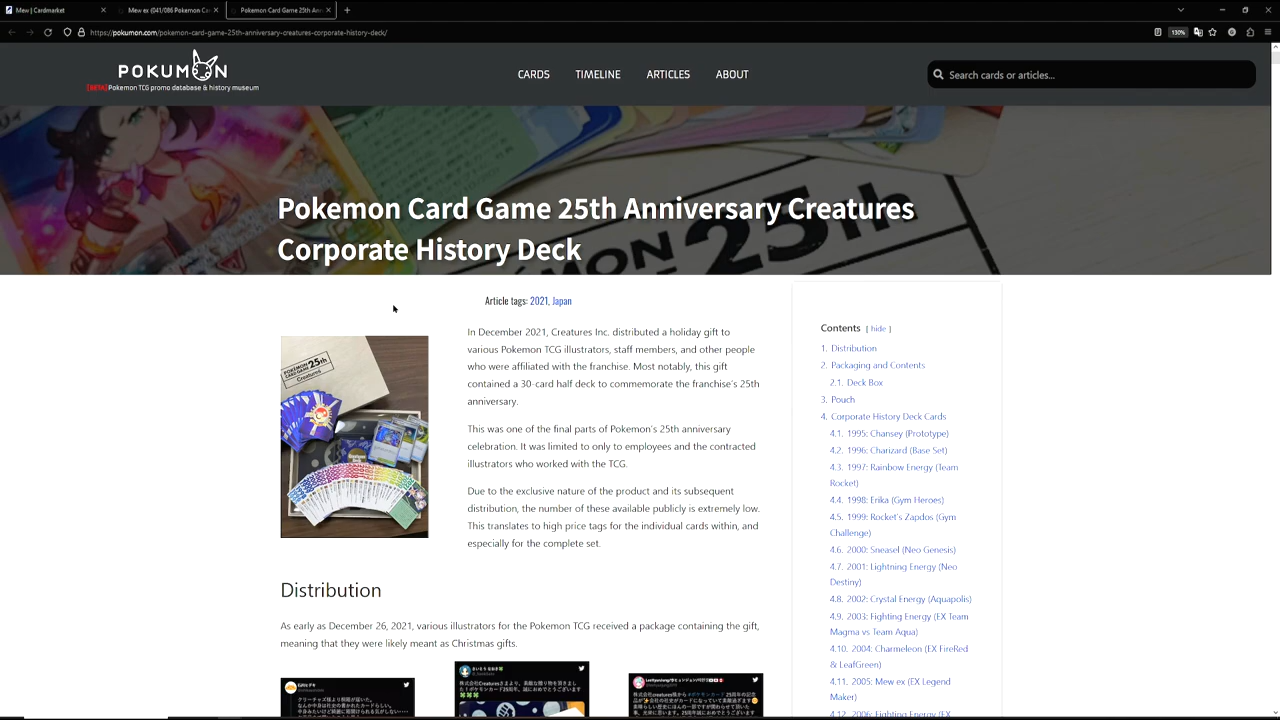 Mew | Cardmarket
Mew ex (041/086 Pokemon Ca
Pokemon Card Game 25th Ann
https://pokumon.com/pokemon-card-game-25th-anniversary-creatures-corporate-history-deck/
130%
POKUMON
[BETA] Pokemon TCG promo database & history museum
CARDS
TIMELINE
ARTICLES
ABOUT
Search cards or articles...
25th
Pokemon Card Game 25th Anniversary Creatures
Corporate History Deck
Article tags: 2021, Japan
In December 2021, Creatures Inc. distributed a holiday gift to
various Pokemon TCG illustrators, staff members, and other people
who were affiliated with the franchise. Most notably, this gift
contained a 30-card half deck to commemorate the franchise's 25th
anniversary.
This was one of the final parts of Pokemon's 25th anniversary
celebration. It was limited to only to employees and the contracted
illustrators who worked with the TCG.
Due to the exclusive nature of the product and its subsequent
distribution, the number of these available publicly is extremely low.
This translates to high price tags for the individual cards within, and
especially for the complete set.
Distribution
As early as December 26, 2021, various illustrators for the Pokemon TCG received a package containing the gift,
meaning that they were likely meant as Christmas gifts.
Contents [ hide ]
1. Distribution
2. Packaging and Contents
2.1. Deck Box
3. Pouch
4. Corporate History Deck Cards
4.1. 1995: Chansey (Prototype)
4.2. 1996: Charizard (Base Set)
4.3. 1997: Rainbow Energy (Team
Rocket)
4.4. 1998: Erika (Gym Heroes)
4.5. 1999: Rocket's Zapdos (Gym
Challenge)
4.6. 2000: Sneasel (Neo Genesis)
4.7. 2001: Lightning Energy (Neo
Destiny)
4.8. 2002: Crystal Energy (Aquapolis)
4.9. 2003: Fighting Energy (EX Team
Magma vs Team Aqua)
4.10. 2004: Charmeleon (EX FireRed
& LeafGreen)
4.11. 2005: Mew ex (EX Legend
Maker)
4.12. 2006: Fighting Energy (EX